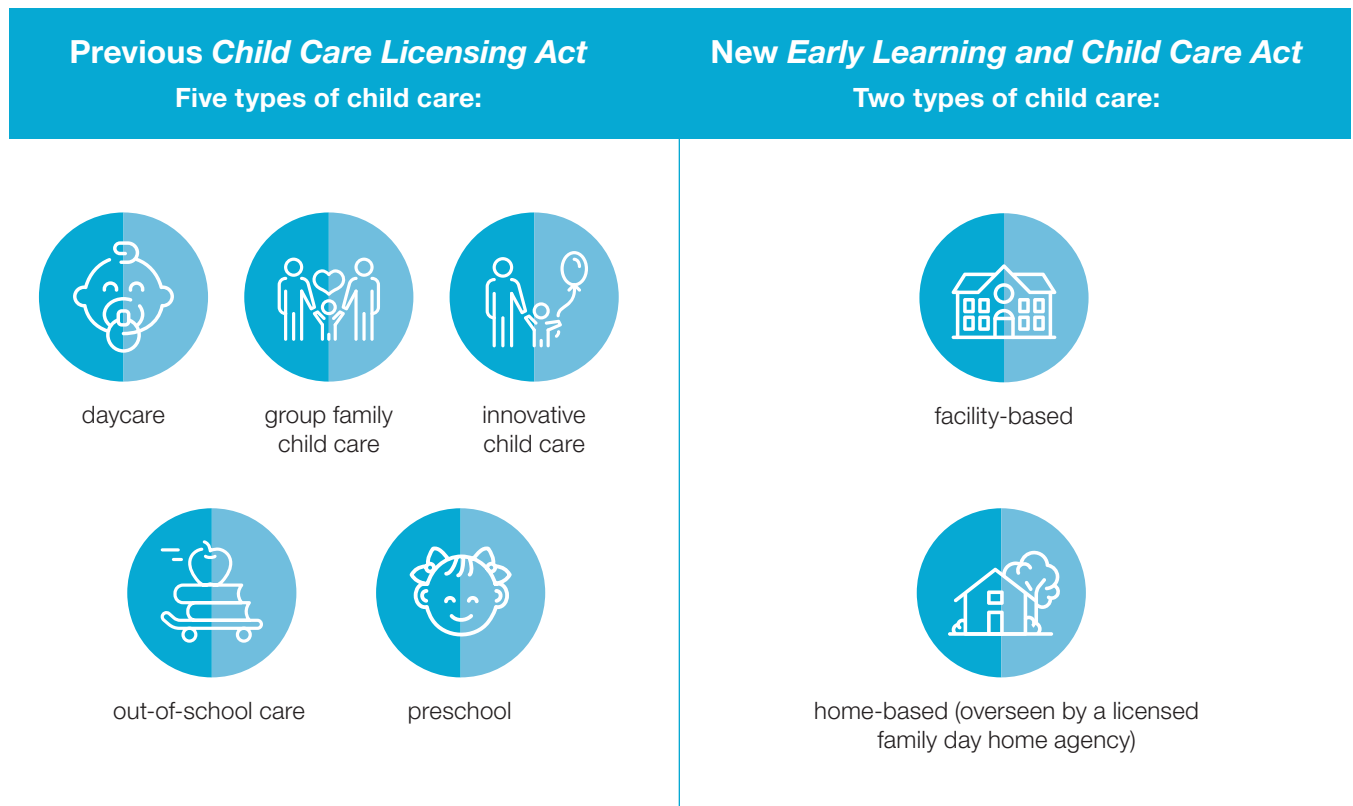 Previous Child Care Licensing Act
Five types of child care:
New Early Learning and Child Care Act
Two types of child care:
daycare
group family
child care
innovative
child care
out-of-school care
preschool
facility-based
home-based (overseen by a licensed
family day home agency)